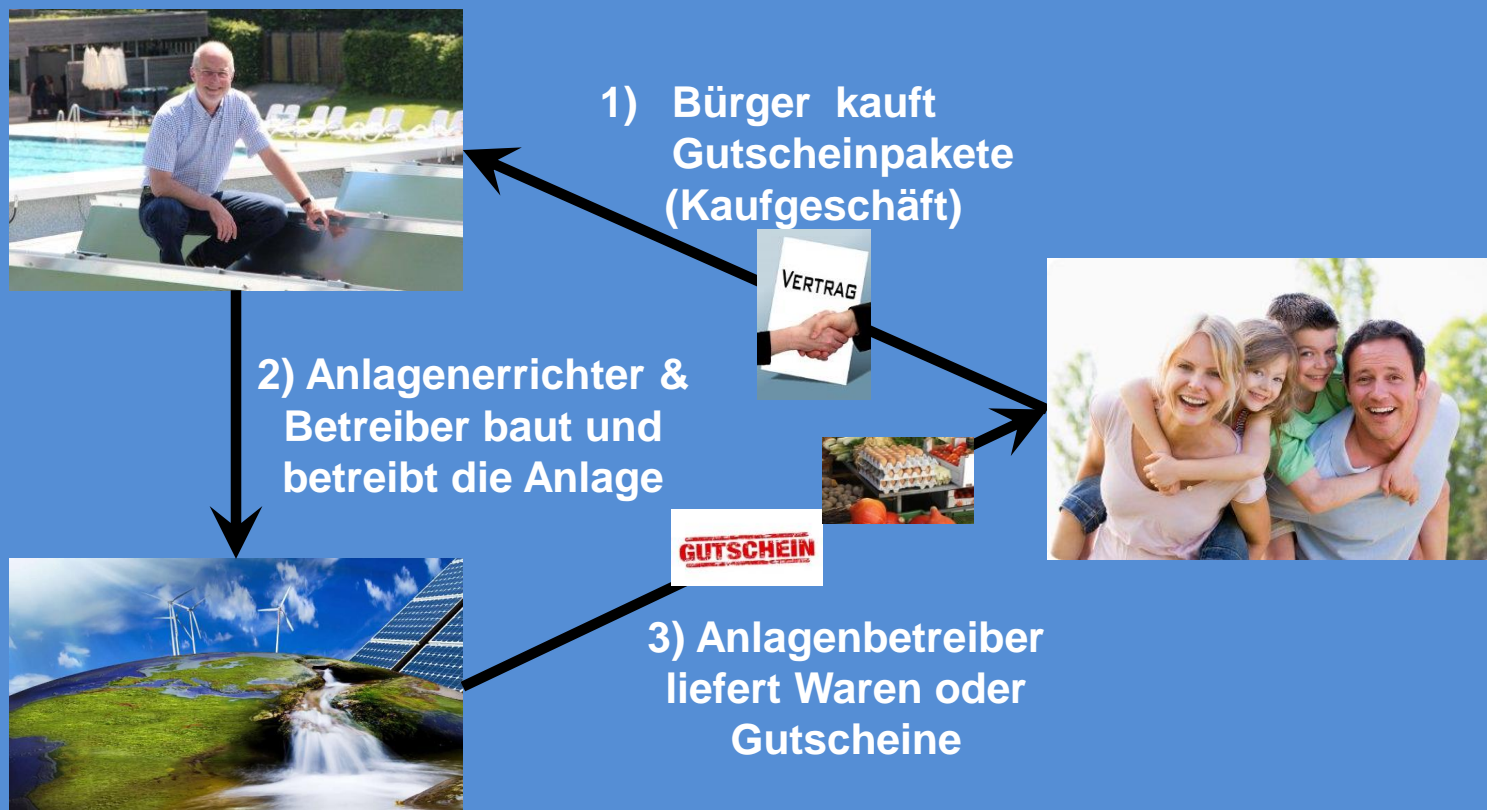 1) Bürger kauft
Gutscheinpakete
(Kaufgeschäft)
VERTRAG
2) Anlagenerrichter &
Betreiber baut und
betreibt die Anlage
GUTSCHEIN
3) Anlagenbetreiber
liefert Waren oder
Gutscheine